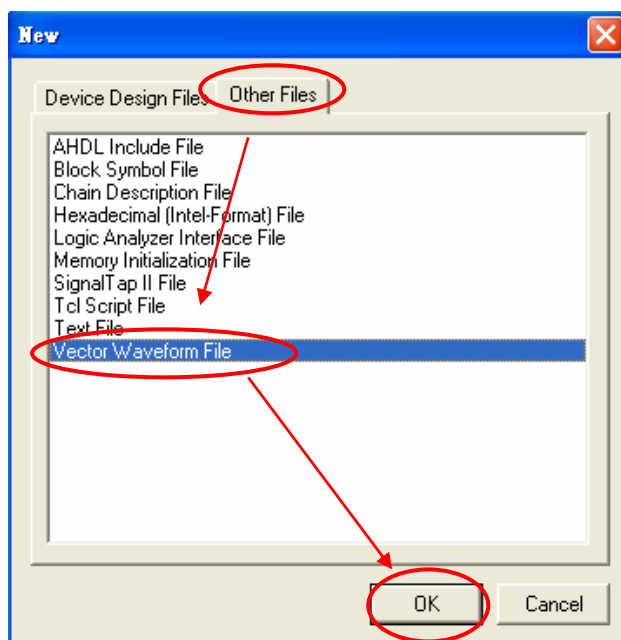 New
Device Design Files Other Files
AHDL Include File
Block Symbol File
Chain Description File
Hexadecimal (Intel-Format) File
Logic Analyzer Interface File
Memory Initialization File
SignalTap II File
Tcl Script File
Text File
Vector Waveform File
OK Cancel